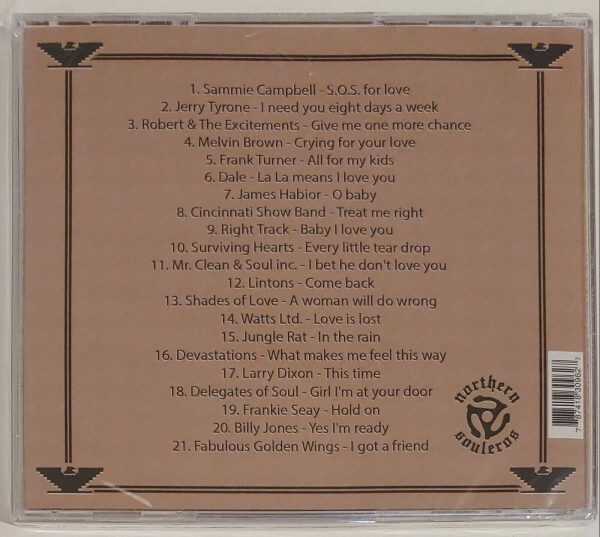 1. Sammie Campbell - S.O.S. for love
2. Jerry Tyrone - I need you eight days a week
3. Robert & The Excitements - Give me one more chance
4. Melvin Brown - Crying for your love
5. Frank Turner - All for my kids
6. Dale - La La means I love you
7. James Habior - O baby
8. Cincinnati Show Band - Treat me right
9. Right Track - Baby I love you
10. Surviving Hearts - Every little tear drop
11. Mr. Clean & Soul inc. - I bet he don't love you
12. Lintons - Come back
13. Shades of Love - A woman will do wrong
14. Watts Ltd. - Love is lost
15. Jungle Rat - In the rain
16. Devastations - What makes me feel this way
17. Larry Dixon - This time
18. Delegates of Soul - Girl I'm at your door
19. Frankie Seay - Hold on
20. Billy Jones - Yes I'm ready
21. Fabulous Golden Wings - I got a friend
northern
souleros